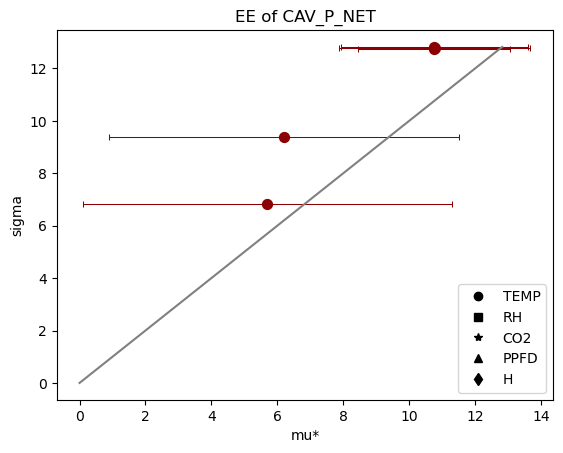 EE of CAV_P_NET
sigma
12
10
8
6
4
2
0
TEMP
RH
CO2
PPFD
H
0 2 4 6 8 10 12 14
mu*